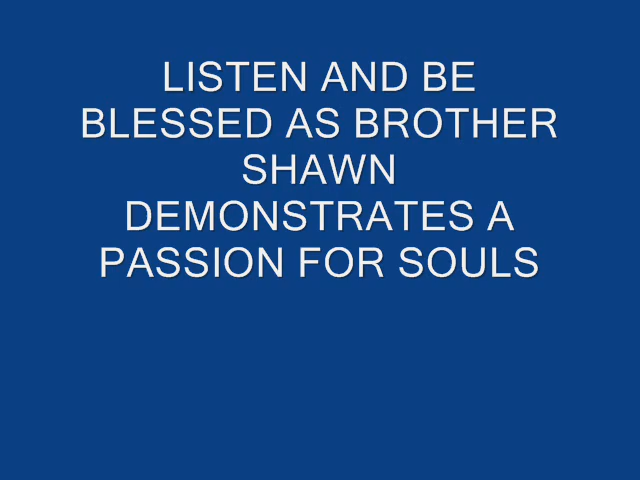 LISTEN AND BE
BLESSED AS BROTHER
SHAWN
DEMONSTRATES A
PASSION FOR SOULS